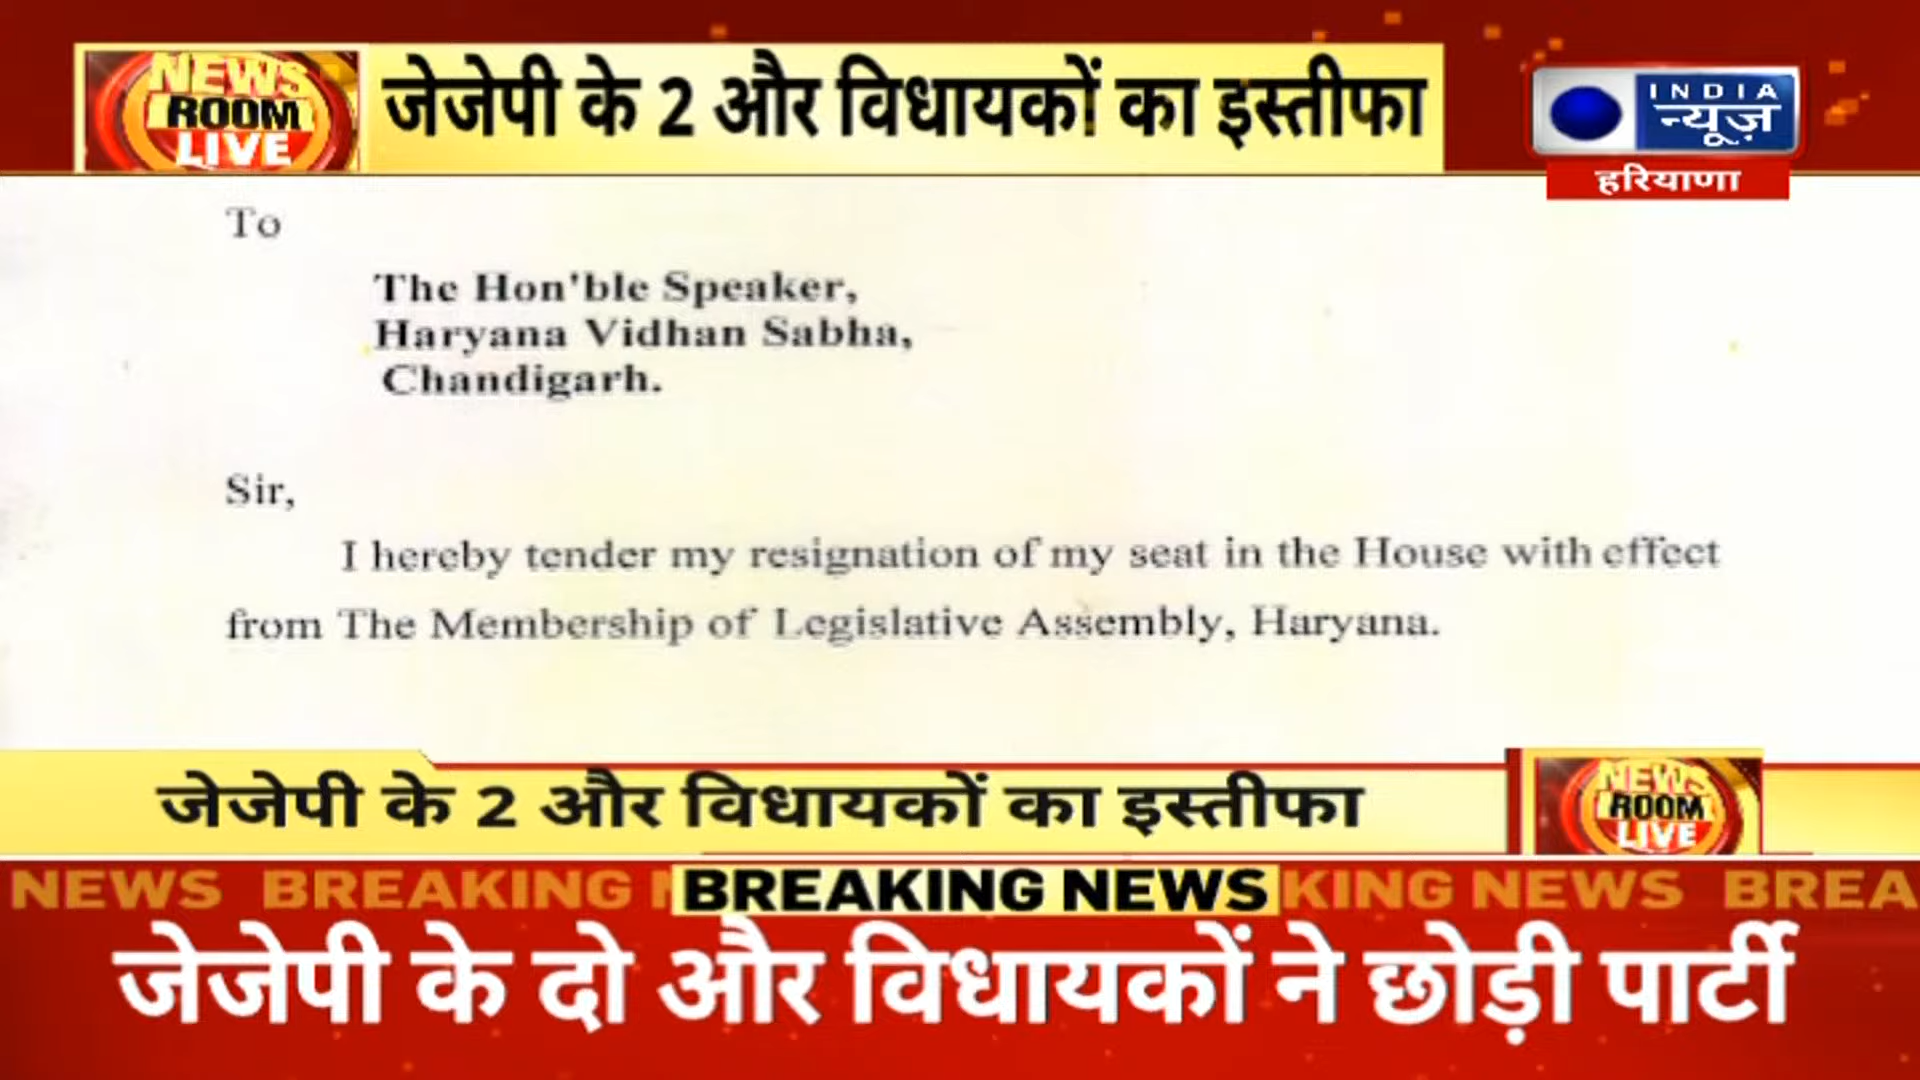 NEWS
ROOM
LIVE
जेजेपी के 2 और विधायकों का इस्तीफा
INDIA
न्यूज़
हरियाणा
To
The Hon'ble Speaker,
Haryana Vidhan Sabha,
Chandigarh.
Sir,
I hereby tender my resignation of my seat in the House with effect
from The Membership of Legislative Assembly, Haryana.
जेजेपी के 2 और विधायकों का इस्तीफा
NEWS
ROOM
LIVE
NEWS BREAKING N BREAKING NEWS KING NEWS BREA
जेजेपी के दो और विधायकों ने छोड़ी पार्टी